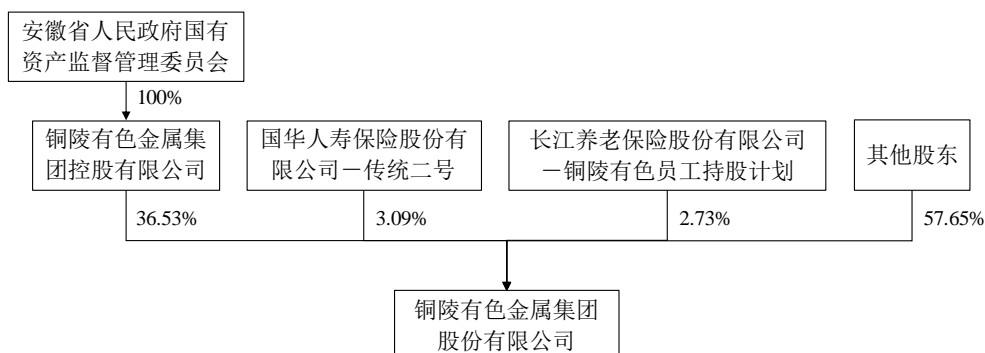 安徽省人民政府国有
资产监督管理委员会
100%
铜陵有色金属集
团控股有限公司
国华人寿保险股份有
限公司－传统二号
长江养老保险股份有限公司
－铜陵有色员工持股计划
其他股东
36.53%
3.09%
2.73%
57.65%
铜陵有色金属集团
股份有限公司